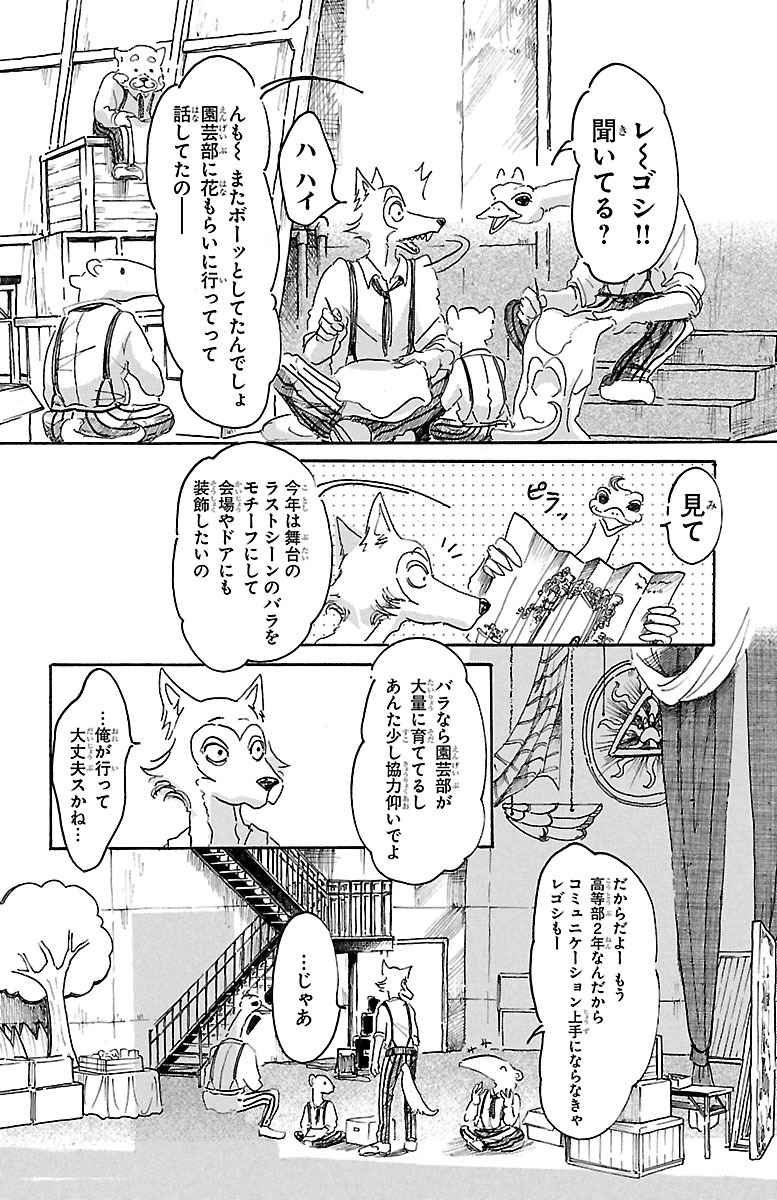 レ〜ゴシ!!
聞いてる?
ハハイ
んも〜 またボーッとしてたんでしょ
園芸部に花もらいに行ってって
話してたの―
見て
ピラッ
今年は舞台の
ラストシーンのバラを
モチーフにして
会場やドアにも
装飾したいの
バラなら園芸部が
大量に育ててるし
あんた少し協力仰いでよ
…俺が行って
大丈夫スかね…
だからだよー もう
高等部2年なんだから
コミュニケーション上手にならなきゃ
レゴシもー
ササ
…じゃあ